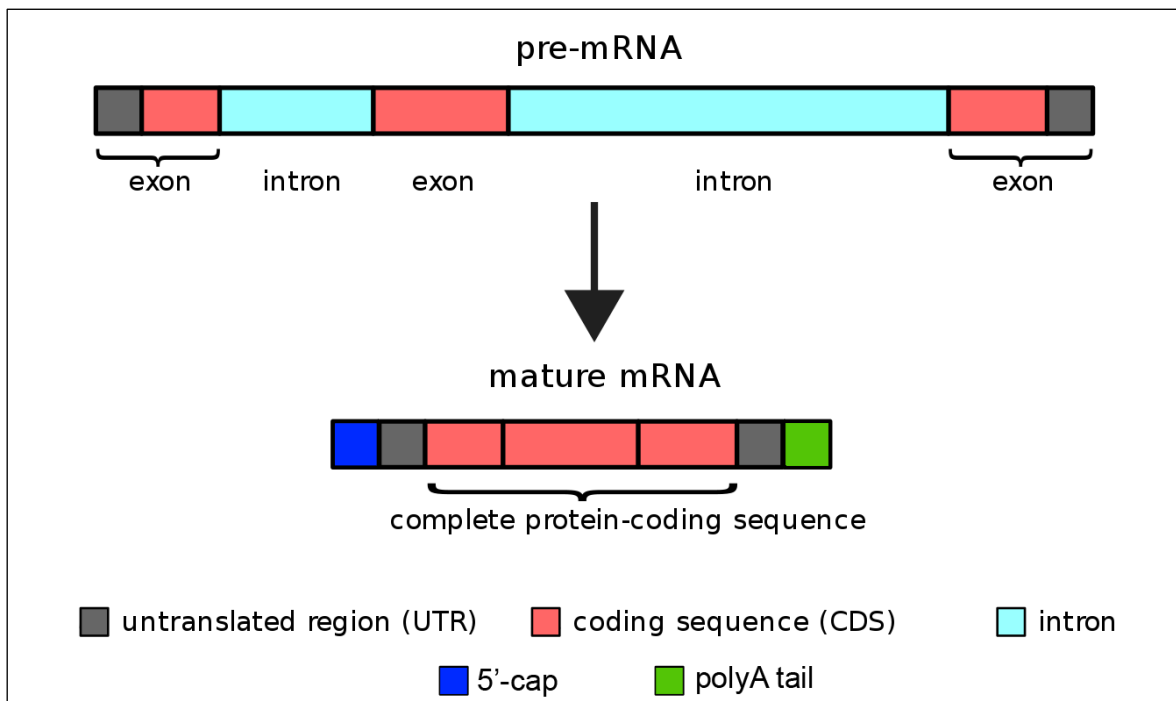 pre-mRNA
exon intron exon intron exon
mature mRNA
complete protein-coding sequence
untranslated region (UTR) coding sequence (CDS) intron
5’-cap polyA tail